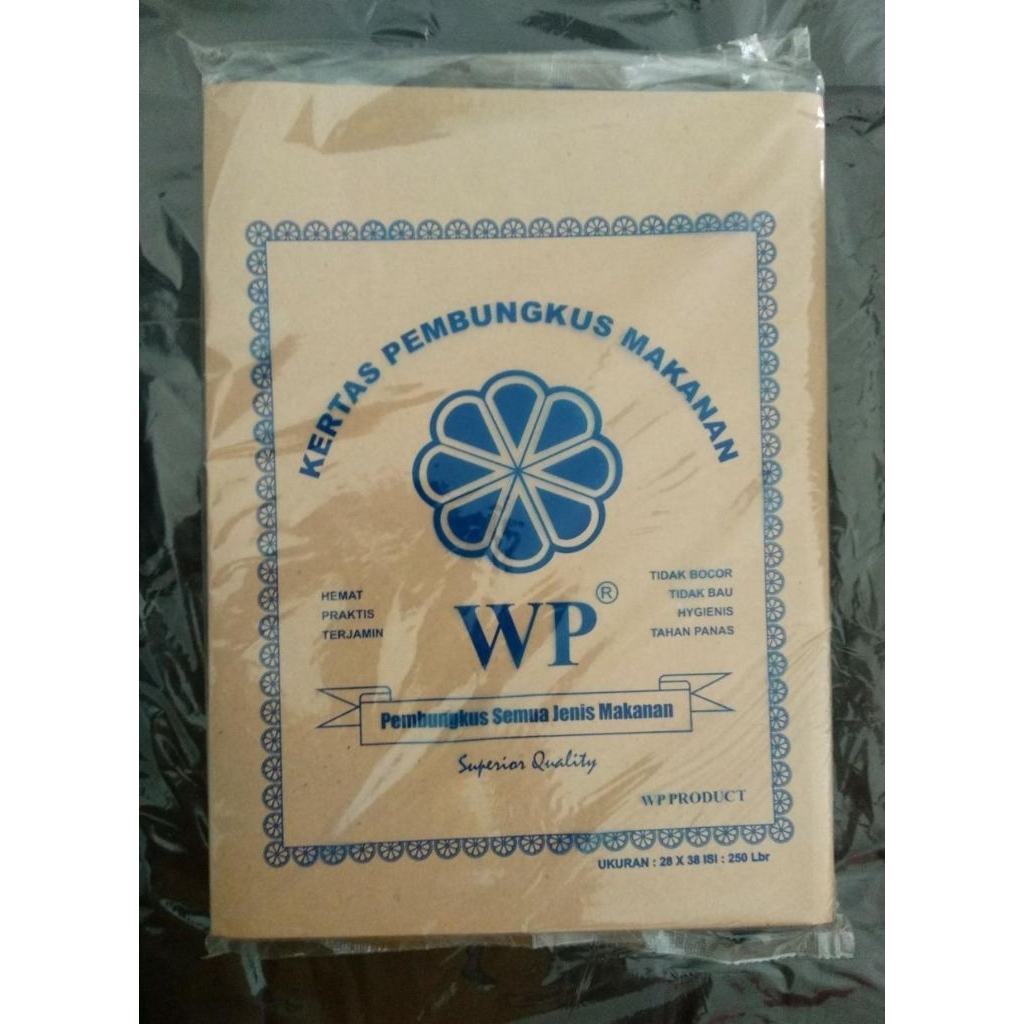 KERTAS PEMBUNGKUS MAKANAN
HEMAT
PRAKTIS
TERJAMIN
WP ®
TIDAK BOCOR
TIDAK BAU
HYGIENIS
TAHAN PANAS
Pembungkus Semua Jenis Makanan
Superior Quality
WP PRODUCT
UKURAN : 28 X 38 ISI : 250 Lbr